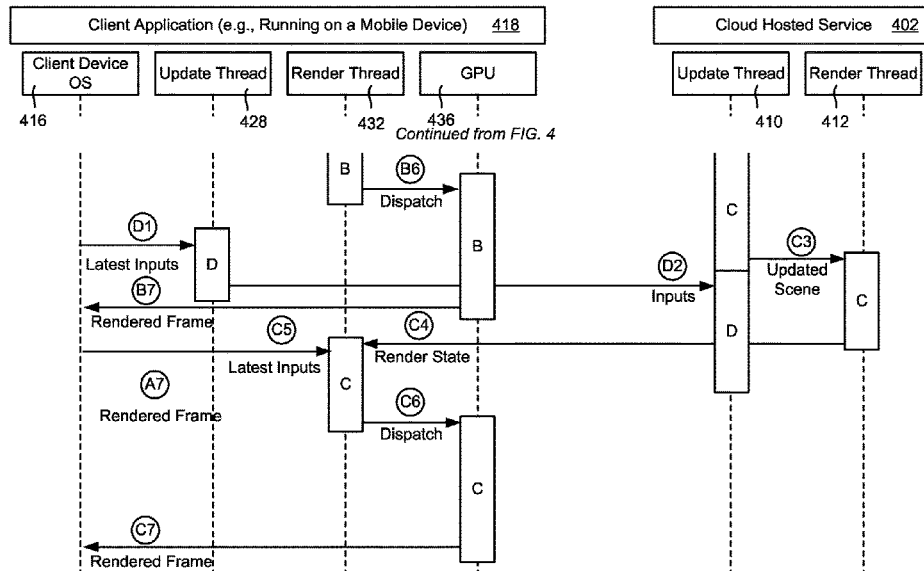 Client Application (e.g., Running on a Mobile Device) 418
Cloud Hosted Service 402
Client Device
OS
Update Thread
Render Thread
GPU
Update Thread
Render Thread
416
428
432
436
410
412
Continued from FIG. 4
B
B6
Dispatch
C
D1
B
C3
D
D2
Latest Inputs
Updated
Scene
B7
Inputs
C
Rendered Frame
C5
C4
D
Latest Inputs
Render State
A7
C
Rendered Frame
C6
Dispatch
C
C7
Rendered Frame